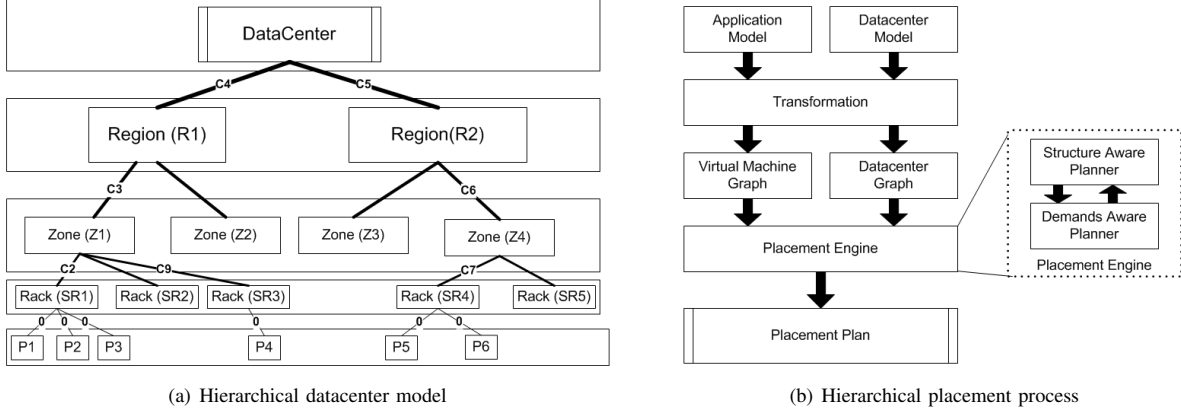 DataCenter
C4
C5
Region (R1)
Region(R2)
C3
C6
Zone (Z1)
Zone (Z2)
Zone (Z3)
Zone (Z4)
C2
C9
C7
Rack (SR1)
Rack (SR2)
Rack (SR3)
Rack (SR4)
Rack (SR5)
0
0
0
0
0
0
P1
P2
P3
P4
P5
P6
(a) Hierarchical datacenter model
Application
Model
Datacenter
Model
Transformation
Virtual Machine
Graph
Datacenter
Graph
Placement Engine
Placement Plan
Structure Aware
Planner
Demands Aware
Planner
Placement Engine
(b) Hierarchical placement process